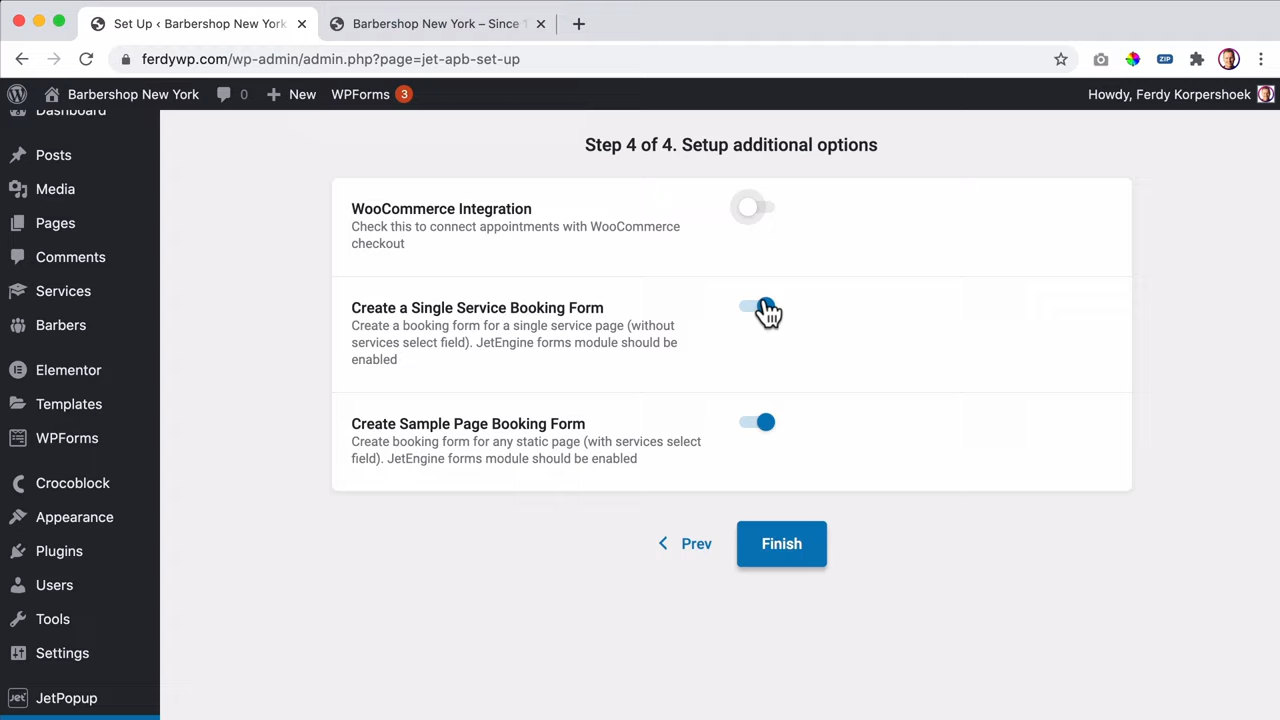 Set Up ‹ Barbershop New York
Barbershop New York – Since 1
ferdywp.com/wp-admin/admin.php?page=jet-apb-set-up
ZIP
Barbershop New York
0
New
WPForms 3
Howdy, Ferdy Korpershoek
Dashboard
Posts
Media
Pages
Comments
Services
Barbers
Elementor
Templates
WPForms
Crocoblock
Appearance
Plugins
Users
Tools
Settings
Jet JetPopup
Step 4 of 4. Setup additional options
WooCommerce Integration
Check this to connect appointments with WooCommerce
checkout
Create a Single Service Booking Form
Create a booking form for a single service page (without
services select field). JetEngine forms module should be
enabled
Create Sample Page Booking Form
Create booking form for any static page (with services select
field). JetEngine forms module should be enabled
Prev
Finish